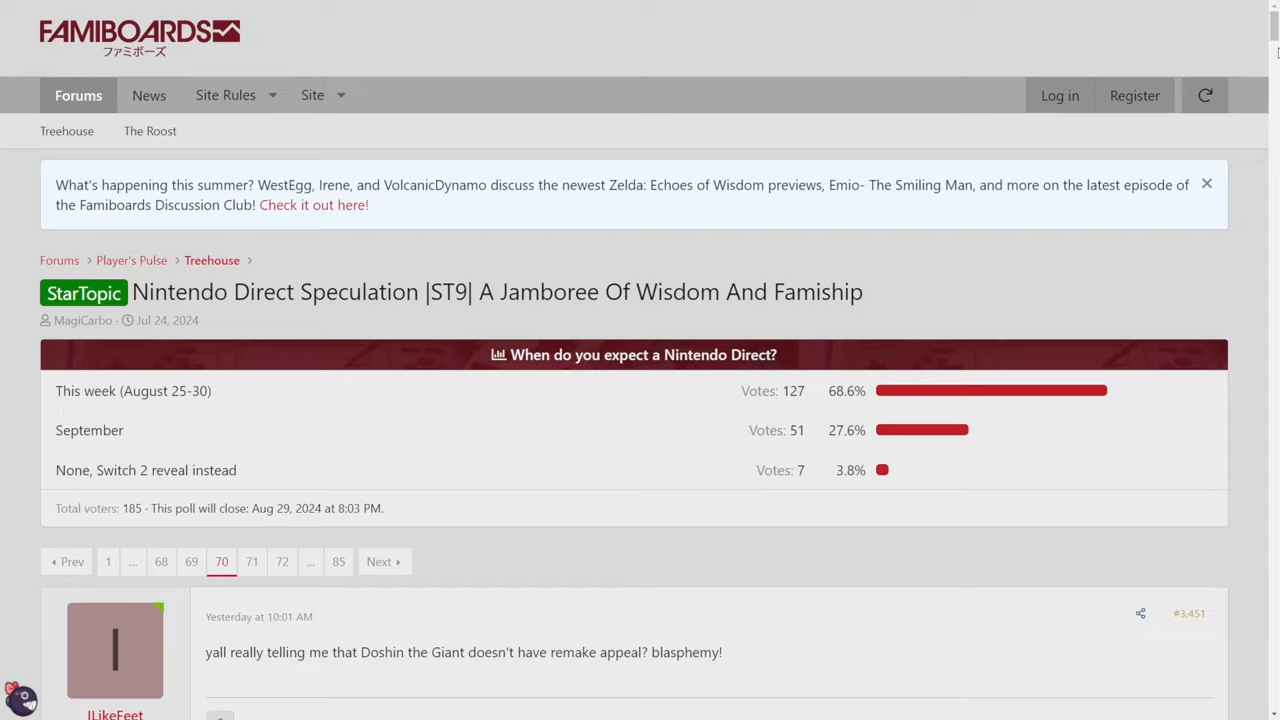 FAMIBOARDS
ファミボーズ
Forums News Site Rules Site Log in Register
Treehouse The Roost
What's happening this summer? WestEgg, Irene, and VolcanicDynamo discuss the newest Zelda: Echoes of Wisdom previews, Emio- The Smiling Man, and more on the latest episode of
the Famiboards Discussion Club! Check it out here!
Forums Player's Pulse Treehouse
StarTopic Nintendo Direct Speculation |ST9| A Jamboree Of Wisdom And Famiship
MagiCarbo · Jul 24, 2024
When do you expect a Nintendo Direct?
This week (August 25-30) Votes: 127 68.6%
September Votes: 51 27.6%
None, Switch 2 reveal instead Votes: 7 3.8%
Total voters: 185 · This poll will close: Aug 29, 2024 at 8:03 PM.
Prev 1 ... 68 69 70 71 72 ... 85 Next
Yesterday at 10:01 AM #3,451
I
yall really telling me that Doshin the Giant doesn't have remake appeal? blasphemy!
ILikeFeet